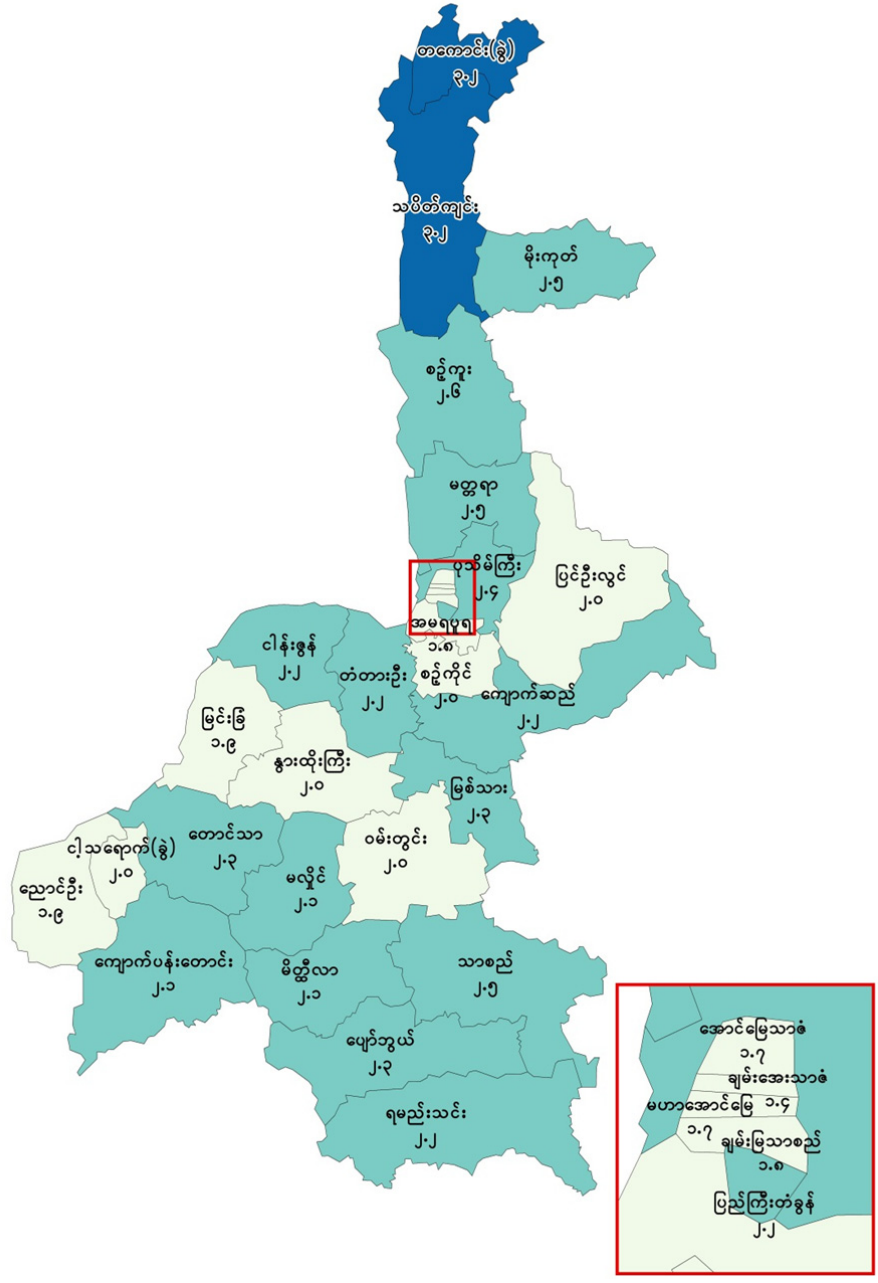 တကောင်း(ခွဲ)
၃.၂
သပိတ်ကျင်း
၃.၂
မိုးကုတ်
၂.၅
စဉ့်ကူး
၂.၆
မတ္တရာ
၂.၅
ပုသိမ်ကြီး
၂.၄
ပြင်ဦးလွင်
၂.၀
အမရပူရ
၁.၈
စဉ့်ကိုင်
၂.၀
ကျောက်ဆည်
၂.၂
ငါန်းဇွန်
၂.၂
တံတားဦး
၂.၂
မြင်းခြံ
၁.၉
နွားထိုးကြီး
၂.၀
မြစ်သား
၂.၃
တောင်သာ
၂.၃
ဝမ်းတွင်း
၂.၀
ငါ့သရောက်(ခွဲ)
၂.၀
မလှိုင်
၂.၁
ညောင်ဦး
၁.၉
ကျောက်ပန်းတောင်း
၂.၁
မိတ္ထီလာ
၂.၁
သာစည်
၂.၅
ပျော်ဘွယ်
၂.၃
ရမည်းသင်း
၂.၂
အောင်မြေသာဇံ
၁.၇
ချမ်းအေးသာဇံ
၁.၄
မဟာအောင်မြေ
၁.၇
ချမ်းမြသာစည်
၁.၈
ပြည်ကြီးတံခွန်
၂.၂